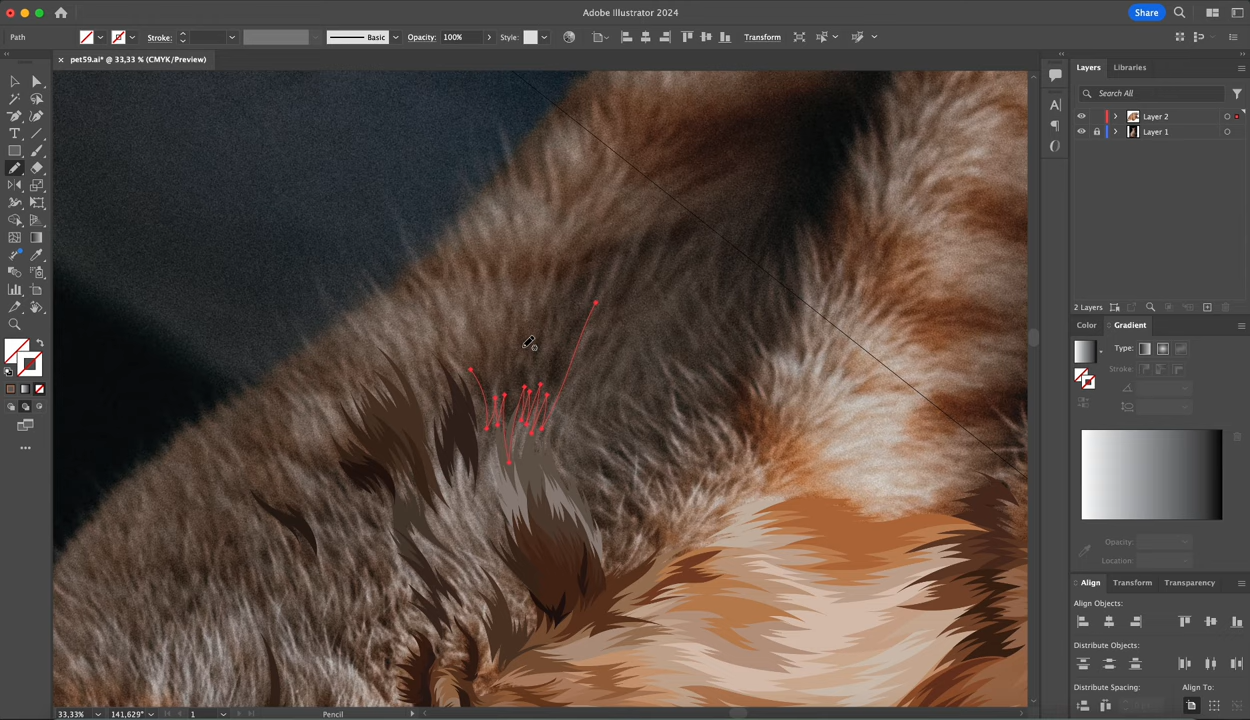 Adobe Illustrator 2024
Share
Path
Stroke:
Basic
Opacity:
100%
Style:
Transform
pet59.ai* @ 33,33 % (CMYK/Preview)
Layers
Libraries
Search All
Layer 2
Layer 1
2 Layers
Color
Gradient
Type:
Stroke:
Opacity:
Location:
Align
Transform
Transparency
Align Objects:
Distribute Objects:
Distribute Spacing:
Align To:
33,33%
141,629°
1
Pencil